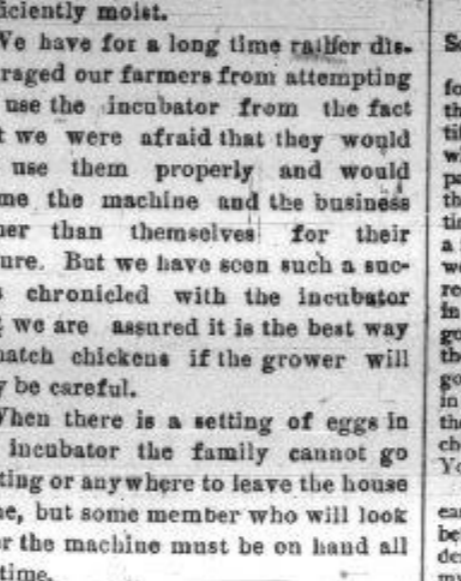 ficiently moist.
We have for a long time rather dis-
raged our farmers from attempting
use the incubator from the fact
t we were afraid that they would
use them properly and would
me the machine and the business
her than themselves for their
ure. But we have seen such a suc-
s chronicled with the incubator
t we are assured it is the best way
hatch chickens if the grower will
y be careful.
When there is a setting of eggs in
incubator the family cannot go
ting or anywhere to leave the house
ne, but some member who will look
r the machine must be on hand all
time.